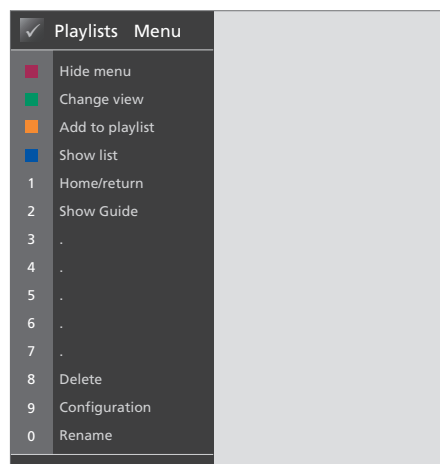 Playlists Menu
Hide menu
Change view
Add to playlist
Show list
1 Home/return
2 Show Guide
3 .
4 .
5 .
6 .
7 .
8 Delete
9 Configuration
0 Rename